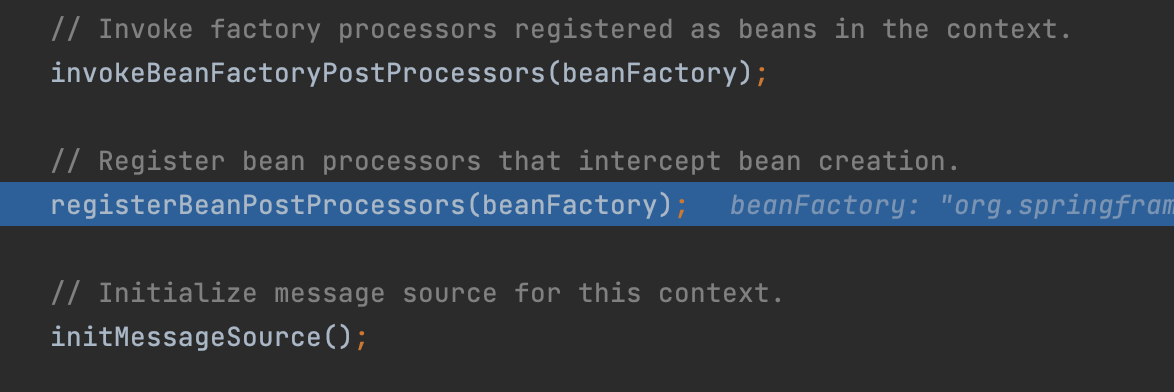 // Invoke factory processors registered as beans in the context.
invokeBeanFactoryPostProcessors(beanFactory);
// Register bean processors that intercept bean creation.
registerBeanPostProcessors(beanFactory); beanFactory: "org.springfram
// Initialize message source for this context.
initMessageSource();